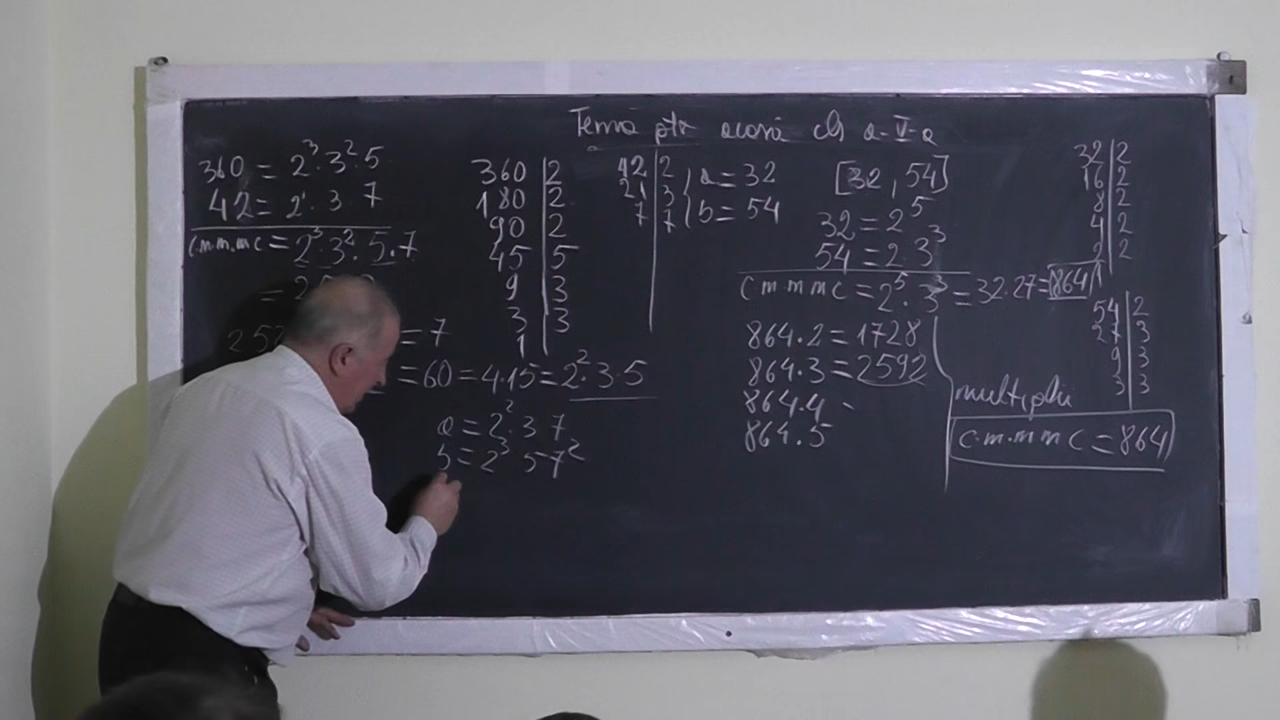 Tema ptr acasă cls a-V-a
360 = 2³·3²·5
42 = 2¹·3 7
c m m m c = 2³·3²·5·7
= 7
= 60 = 4·15 = 2²·3·5
a = 2²·3 7
b = 2³ 5 7²
360 | 2
180 | 2
90 | 2
45 | 5
9 | 3
3 | 3
1
42 | 2
21 | 3
7 | 7
a = 32
b = 54
[32, 54]
32 = 2⁵
54 = 2·3³
c m m m c = 2⁵·3³ = 32·27 = 864
864·2 = 1728
864·3 = 2592
864·4
864·5
multiplii
c·m·m m c = 864
32 | 2
16 | 2
8 | 2
4 | 2
2 | 2
1
54 | 2
27 | 3
9 | 3
3 | 3